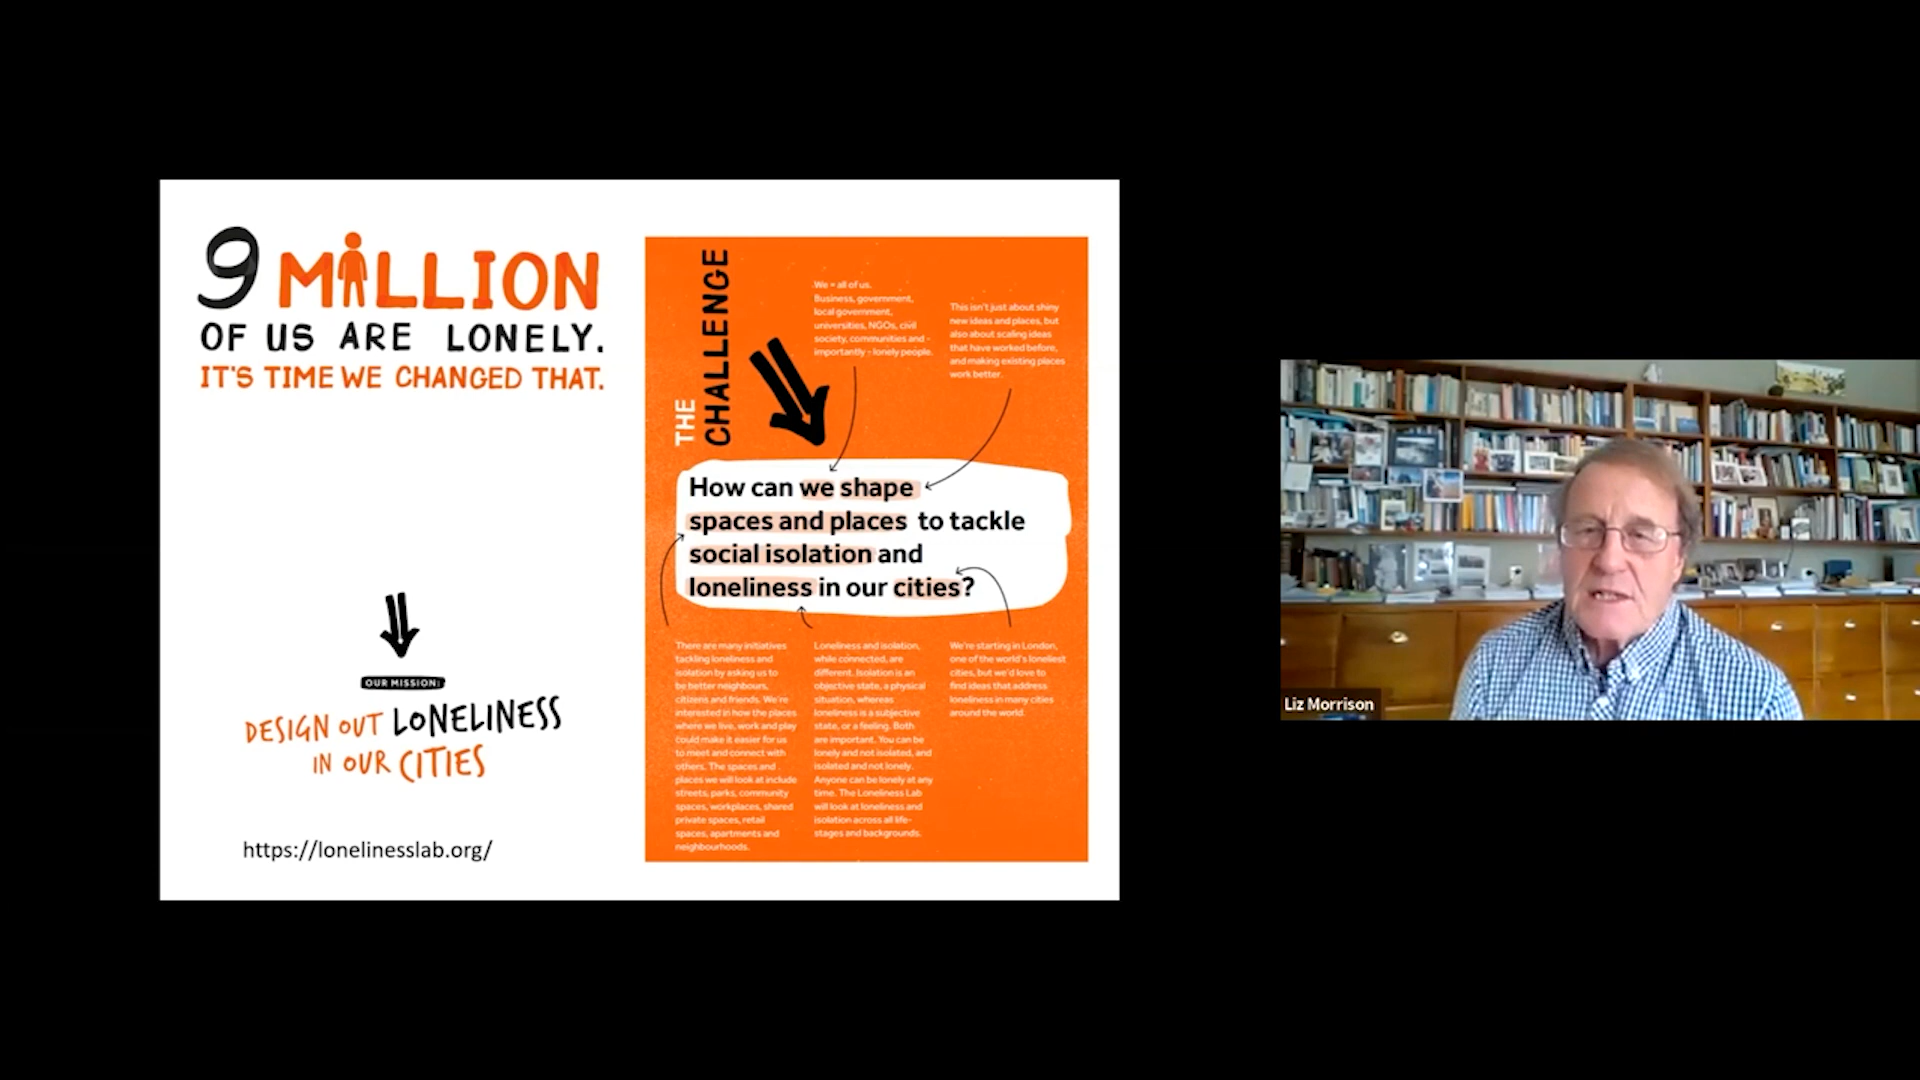 9 MILLION
OF US ARE LONELY.
IT'S TIME WE CHANGED THAT.
OUR MISSION:
DESIGN OUT LONELINESS
IN OUR CITIES
https://lonelinesslab.org/
THE
CHALLENGE
We = all of us.
Business, government,
local government,
universities, NGOs, civil
society, communities and -
importantly - lonely people.
This isn't just about shiny
new ideas and places, but
also about scaling ideas
that have worked before,
and making existing places
work better.
How can we shape
spaces and places to tackle
social isolation and
loneliness in our cities?
There are many initiatives
tackling loneliness and
isolation by asking us to
be better neighbours,
citizens and friends. We're
interested in how the places
where we live, work and play
could make it easier for us
to meet and connect with
others. The spaces and
places we will look at include
streets, parks, community
spaces, workplaces, shared
private spaces, retail
spaces, apartments and
neighbourhoods.
Loneliness and isolation,
while connected, are
different. Isolation is an
objective state, a physical
situation, whereas
loneliness is a subjective
state, or a feeling. Both
are important. You can be
lonely and not isolated, and
isolated and not lonely.
Anyone can be lonely at any
time. The Loneliness Lab
will look at loneliness and
isolation across all life-
stages and backgrounds.
We're starting in London,
one of the world's loneliest
cities, but we'd love to
find ideas that address
loneliness in many cities
around the world.
Liz Morrison